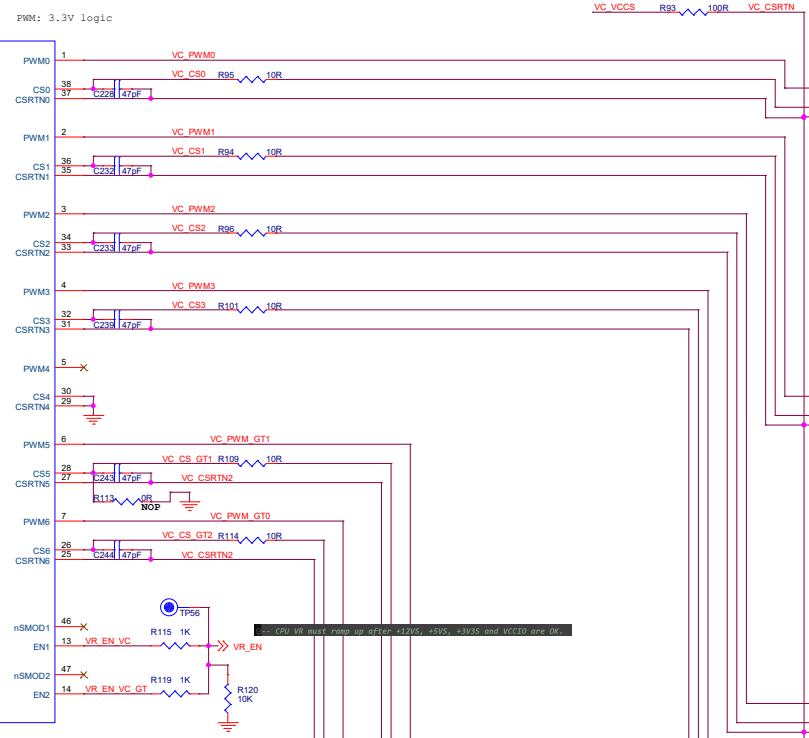 VC_VCCS R93 100R VC_CSRTN
PWM: 3.3V logic
PWM0 1 VC_PWM0
VC_CS0 R95 10R
CS0 38
CSRTN0 37 C228 47pF
PWM1 2 VC_PWM1
VC_CS1 R94 10R
CS1 36
CSRTN1 35 C232 47pF
PWM2 3 VC_PWM2
VC_CS2 R96 10R
CS2 34
CSRTN2 33 C233 47pF
PWM3 4 VC_PWM3
VC_CS3 R101 10R
CS3 32
CSRTN3 31 C239 47pF
PWM4 5
CS4 30
CSRTN4 29
PWM5 6 VC_PWM_GT1
VC_CS_GT1 R109 10R
CS5 28
CSRTN5 27 C243 47pF VC_CSRTN2
R113 0R
NOP
PWM6 7 VC_PWM_GT0
VC_CS_GT2 R114 10R
CS6 26
CSRTN6 25 C244 47pF VC_CSRTN2
TP56
nSMOD1 46
-- CPU VR must ramp up after +12VS, +5VS, +3V3S and VCCIO are OK.
R115 1K
EN1 13 VR_EN_VC VR_EN
nSMOD2 47
R119 1K
EN2 14 VR_EN_VC_GT
R120
10K